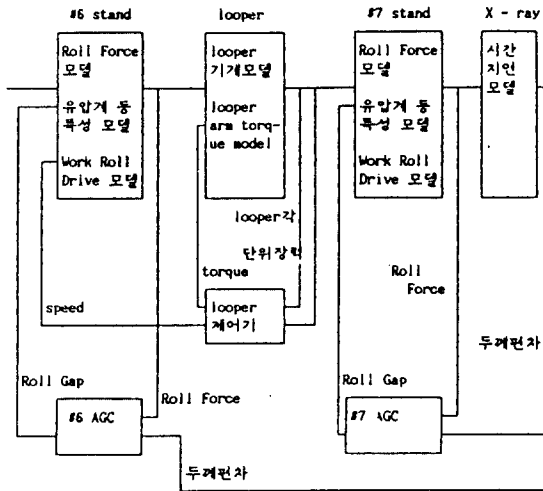 #6 stand
looper
#7 stand
X - ray
Roll Force
모델
유압계 동
특성 모델
Work Roll
Drive 모델
looper
기계모델
looper
arm torq-
ue model
Roll Force
모델
유압계 동
특성 모델
Work Roll
Drive 모델
시간
지연
모델
looper각
단위장력
torque
Roll
Force
speed
looper
제어기
두께편차
Roll Gap
Roll Force
Roll Gap
#6 AGC
#7 AGC
두께편차